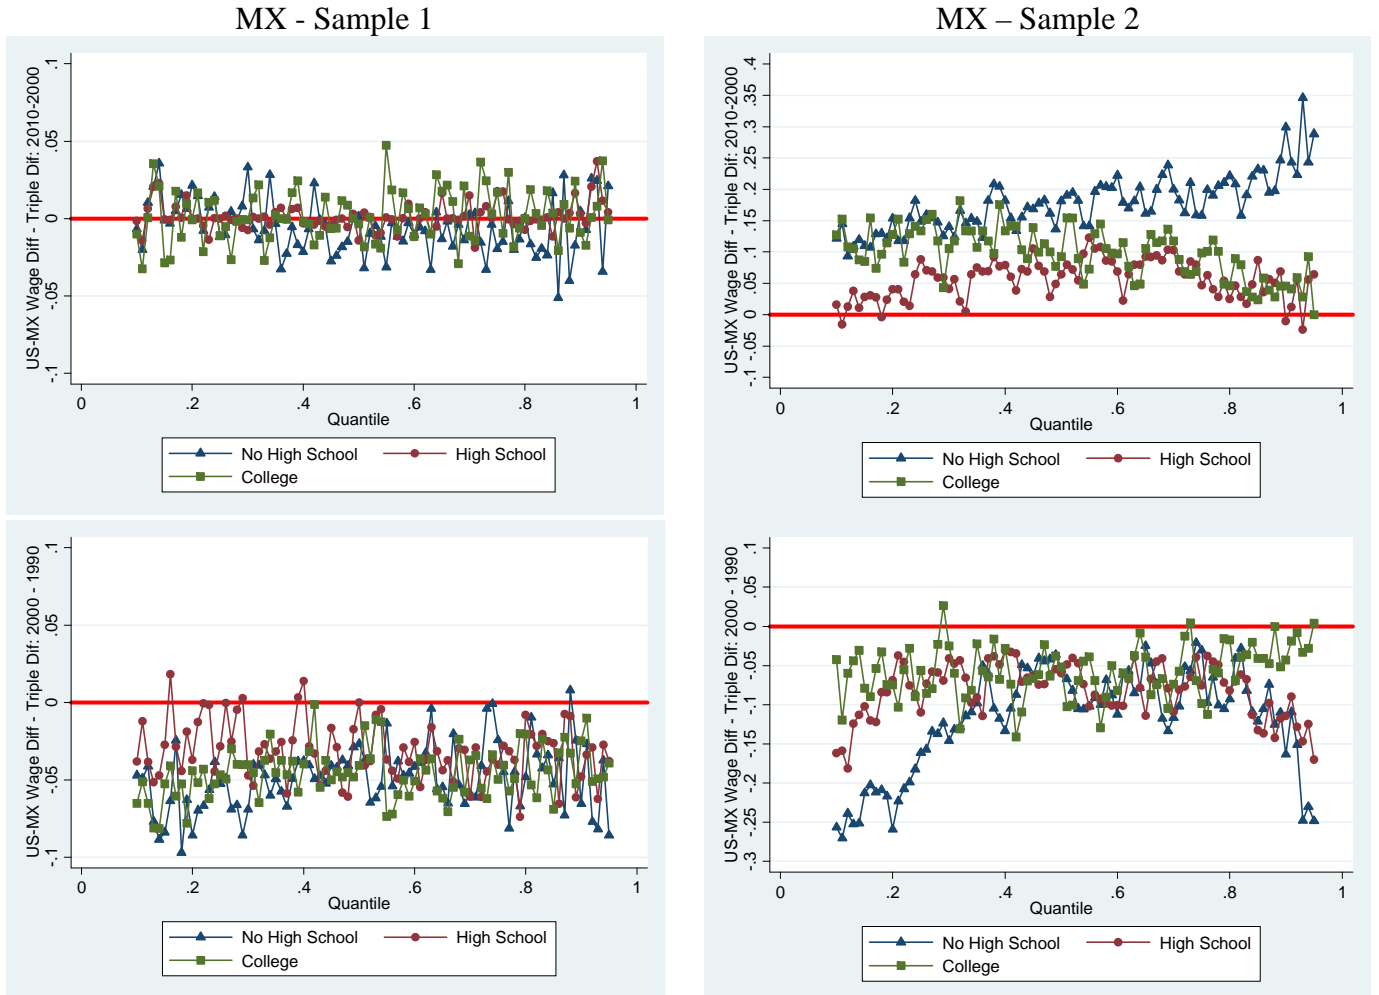 MX - Sample 1
US-MX Wage Diff - Triple Dif: 2010-2000
.1
.05
0
-.05
-.1
0 .2 .4 .6 .8 1
Quantile
No High School High School
College
MX – Sample 2
US-MX Wage Diff - Triple Dif: 2010-2000
.4
.35
.3
.25
.2
.15
.1
.05
0
-.05
-.1
0 .2 .4 .6 .8 1
Quantile
No High School High School
College
US-MX Wage Diff - Triple Dif: 2000 - 1990
.1
.05
0
-.05
-.1
0 .2 .4 .6 .8 1
Quantile
No High School High School
College
US-MX Wage Diff - Triple Dif: 2000 - 1990
.1
.05
0
-.05
-.1
-.15
-.2
-.25
-.3
0 .2 .4 .6 .8 1
Quantile
No High School High School
College